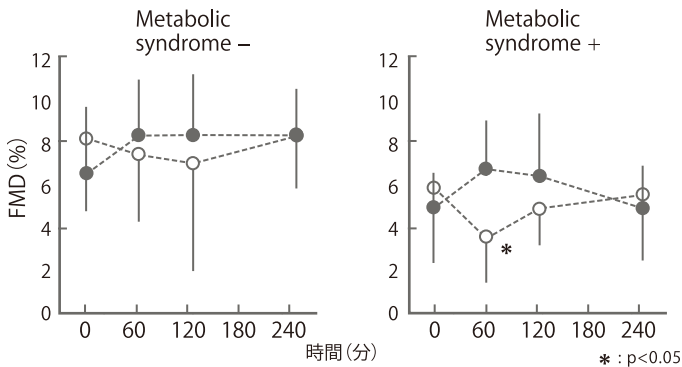 Metabolic
syndrome −
FMD (%)
12
10
8
6
4
2
0
0 60 120 180 240
Metabolic
syndrome +
12
10
8
6
4
2
0
0 60 120 180 240
*
時間(分)
* : p<0.05